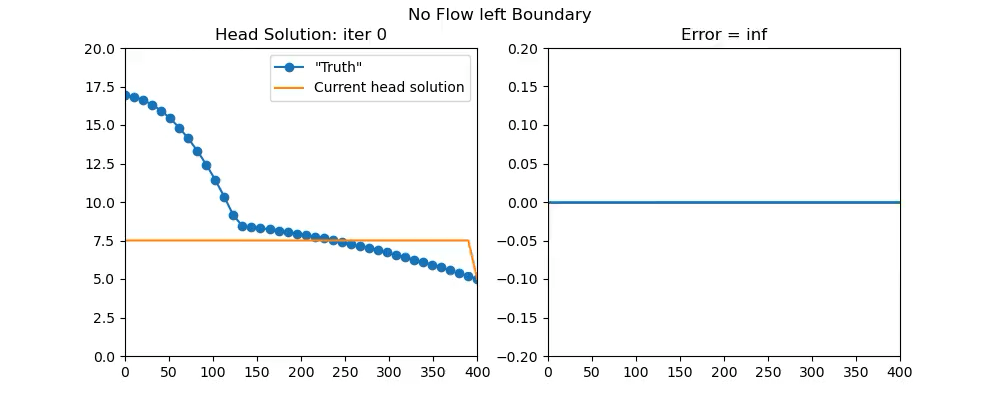 No Flow left Boundary
Head Solution: iter 0
20.0
17.5
15.0
12.5
10.0
7.5
5.0
2.5
0.0
0 50 100 150 200 250 300 350 400
"Truth"
Current head solution
Error = inf
0.20
0.15
0.10
0.05
0.00
−0.05
−0.10
−0.15
−0.20
0 50 100 150 200 250 300 350 400